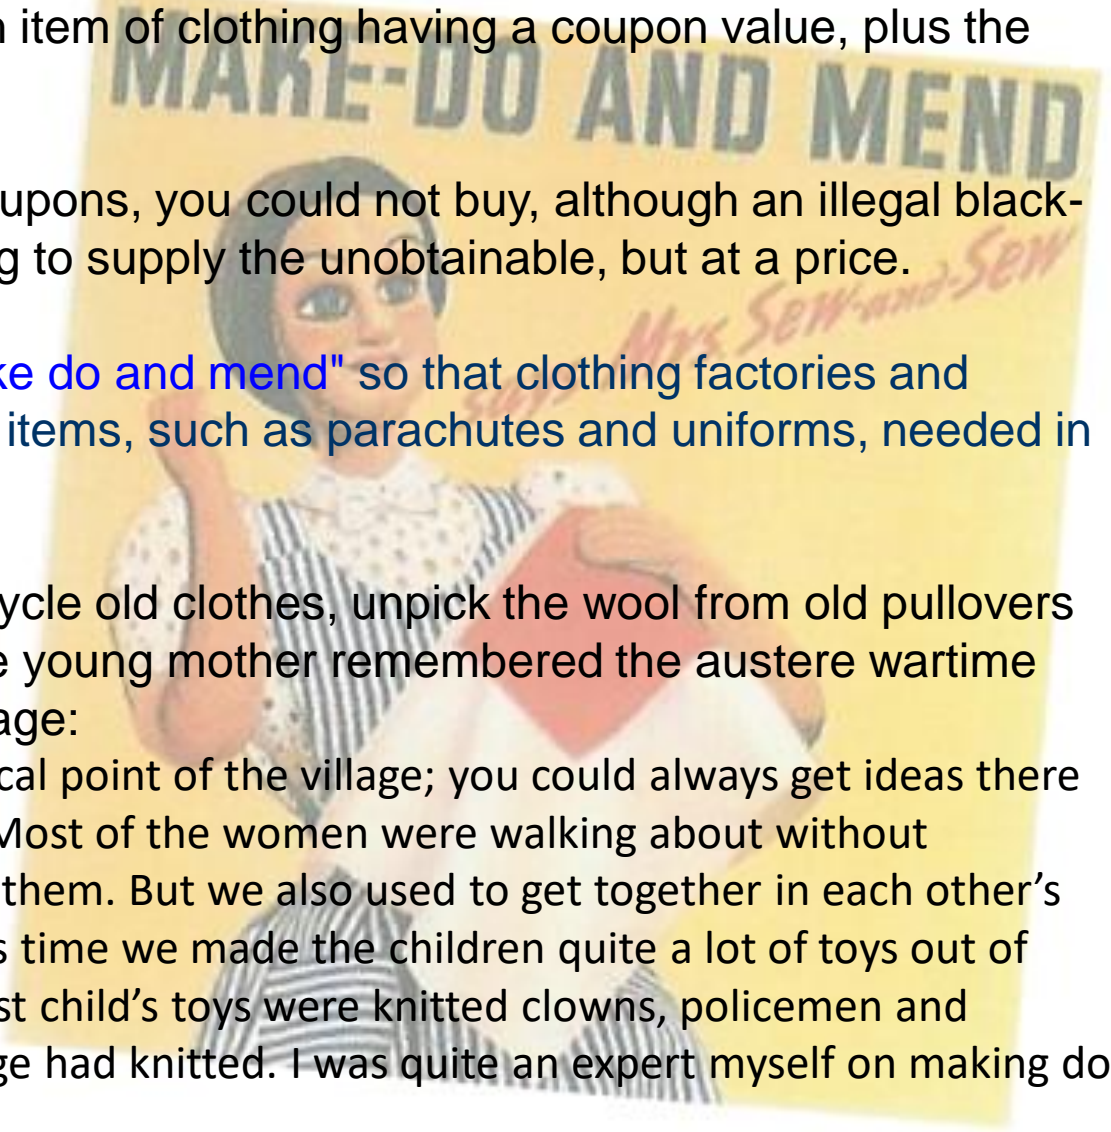 n item of clothing having a coupon value, plus the
MAKE-DO AND MEND
upons, you could not buy, although an illegal black-
g to supply the unobtainable, but at a price.
says Mrs Sew-and-Sew
ke do and mend" so that clothing factories and
items, such as parachutes and uniforms, needed in
cycle old clothes, unpick the wool from old pullovers
e young mother remembered the austere wartime
age:
cal point of the village; you could always get ideas there
Most of the women were walking about without
them. But we also used to get together in each other’s
s time we made the children quite a lot of toys out of
st child’s toys were knitted clowns, policemen and
ge had knitted. I was quite an expert myself on making do